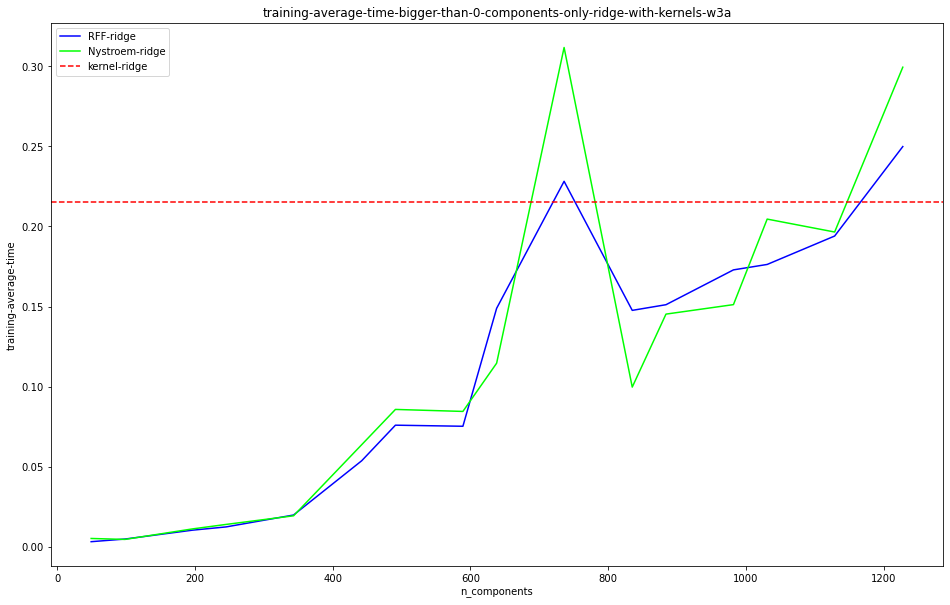 training-average-time-bigger-than-0-components-only-ridge-with-kernels-w3a
RFF-ridge
Nystroem-ridge
kernel-ridge
0.30
0.25
0.20
0.15
0.10
0.05
0.00
training-average-time
0 200 400 600 800 1000 1200
n_components